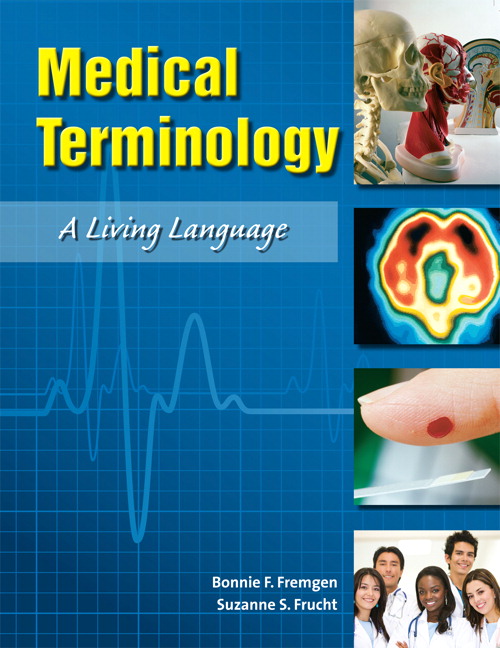 Medical
Terminology
A Living Language
Bonnie F. Fremgen
Suzanne S. Frucht